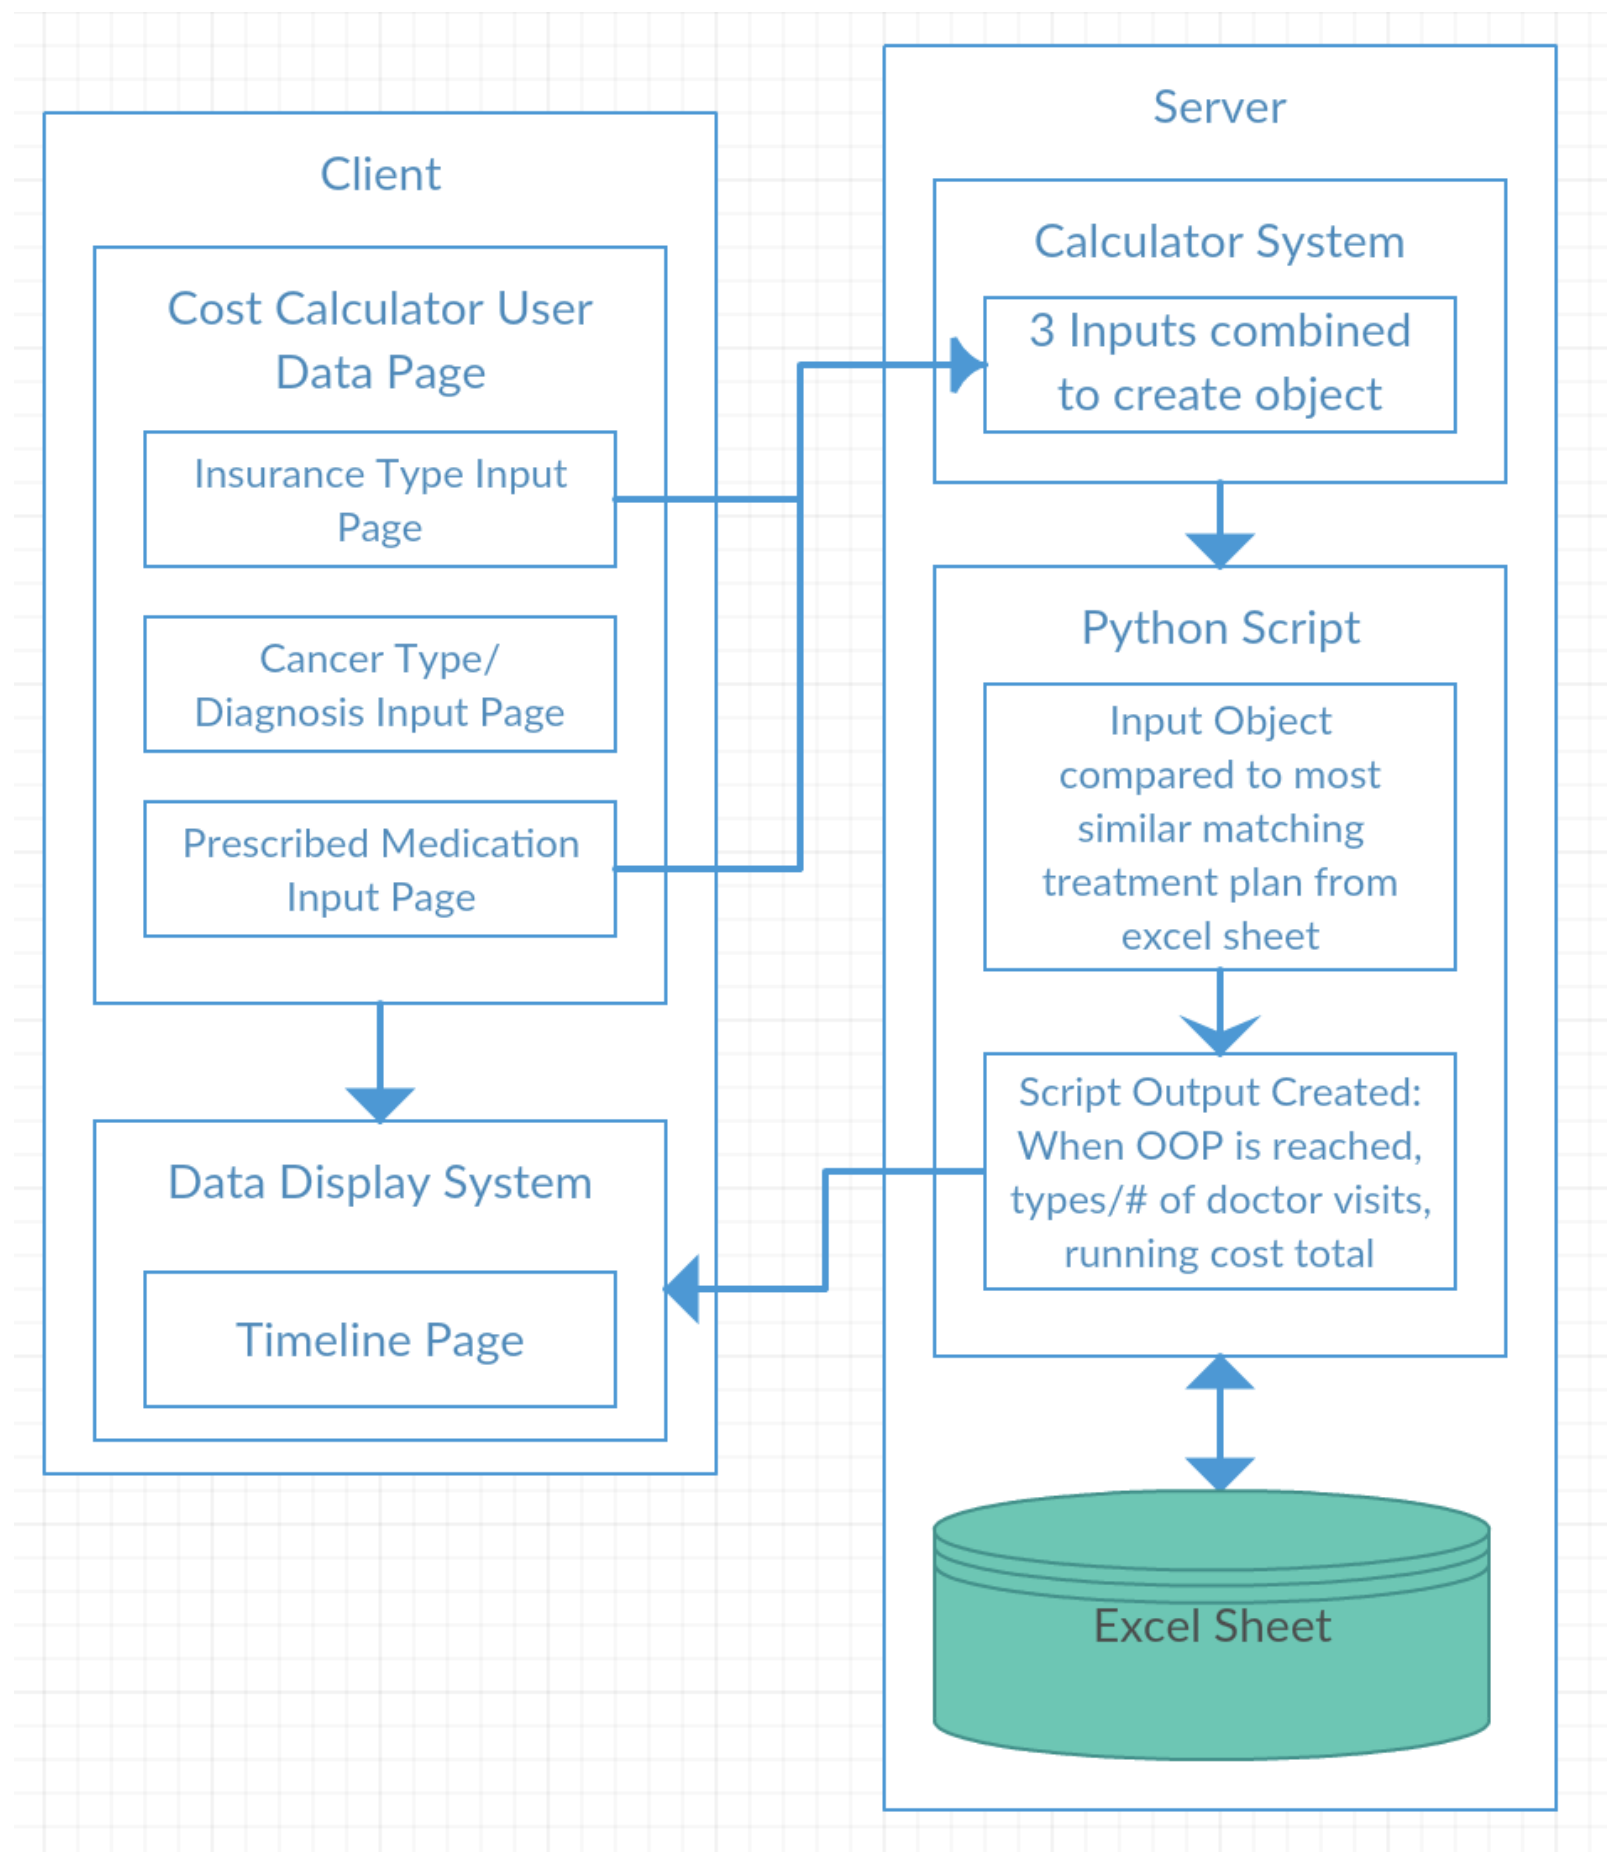 Client
Cost Calculator User
Data Page
Insurance Type Input
Page
Cancer Type/
Diagnosis Input Page
Prescribed Medication
Input Page
Data Display System
Timeline Page
Server
Calculator System
3 Inputs combined
to create object
Python Script
Input Object
compared to most
similar matching
treatment plan from
excel sheet
Script Output Created:
When OOP is reached,
types/# of doctor visits,
running cost total
Excel Sheet